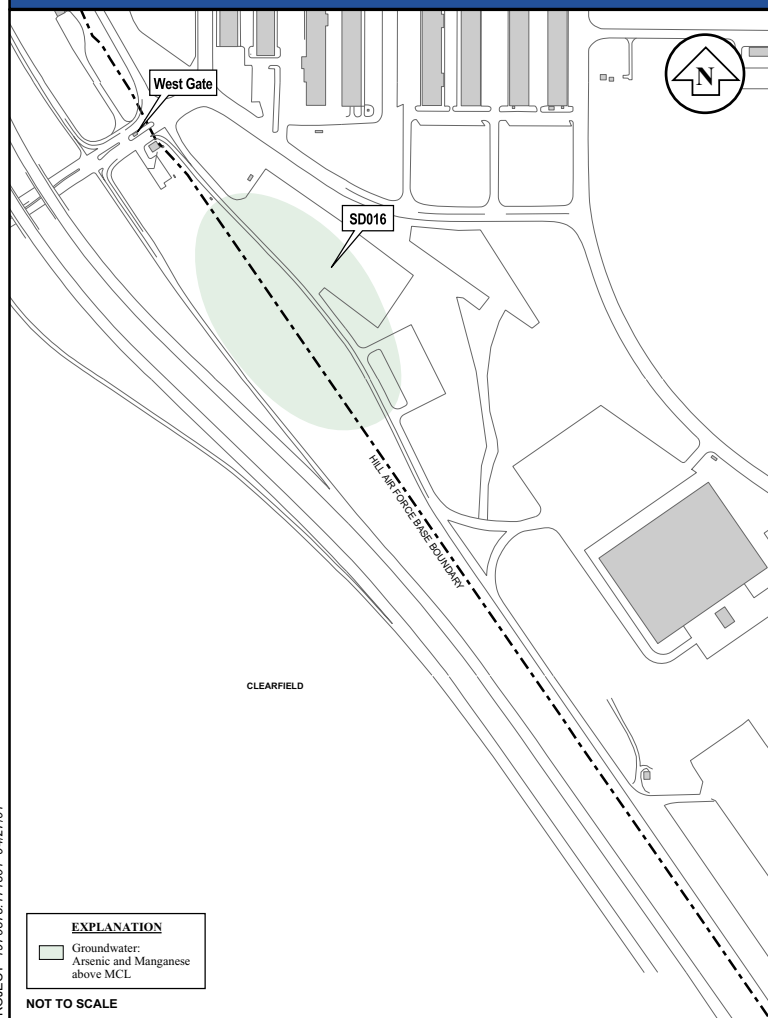 West Gate
N
SD016
HILL AIR FORCE BASE BOUNDARY
CLEARFIELD
EXPLANATION
Groundwater:
Arsenic and Manganese
above MCL
NOT TO SCALE